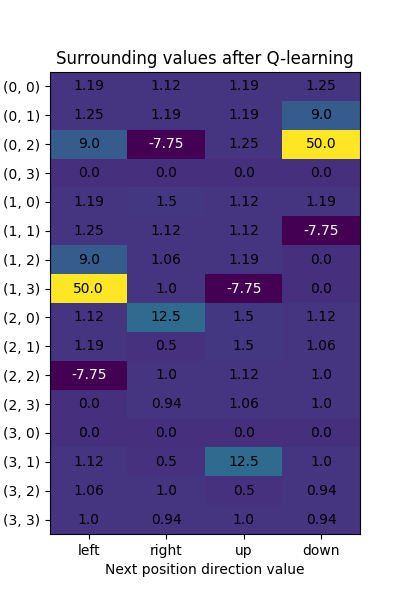 Surrounding values after Q-learning
(0, 0) 1.19 1.12 1.19 1.25
(0, 1) 1.25 1.19 1.19 9.0
(0, 2) 9.0 -7.75 1.25 50.0
(0, 3) 0.0 0.0 0.0 0.0
(1, 0) 1.19 1.5 1.12 1.19
(1, 1) 1.25 1.12 1.12 -7.75
(1, 2) 9.0 1.06 1.19 0.0
(1, 3) 50.0 1.0 -7.75 0.0
(2, 0) 1.12 12.5 1.5 1.12
(2, 1) 1.19 0.5 1.5 1.06
(2, 2) -7.75 1.0 1.12 1.0
(2, 3) 0.0 0.94 1.06 1.0
(3, 0) 0.0 0.0 0.0 0.0
(3, 1) 1.12 0.5 12.5 1.0
(3, 2) 1.06 1.0 0.5 0.94
(3, 3) 1.0 0.94 1.0 0.94
left right up down
Next position direction value